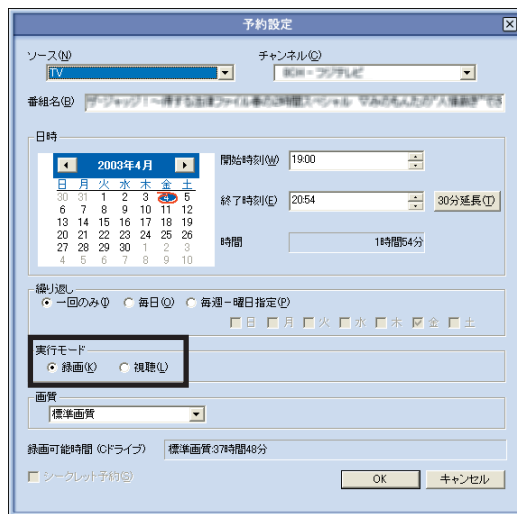 予約設定
ソース(N) チャンネル(C)
TV
番組名(B)
日時
2003年4月
開始時刻(W) 19:00
日 月 火 水 木 金 土
30 31 1 2 3 4 5
6 7 8 9 10 11 12
13 14 15 16 17 18 19
20 21 22 23 24 25 26
27 28 29 30 1 2 3
4 5 6 7 8 9 10
終了時刻(E) 20:54 30分延長(T)
時間 1時間54分
繰り返し
一回のみ(I) 毎日(O) 毎週-曜日指定(P)
日 月 火 水 木 金 土
実行モード
録画(K) 視聴(L)
画質
標準画質
録画可能時間 (Cドライブ) 標準画質:37時間48分
シークレット予約(S)
OK キャンセル